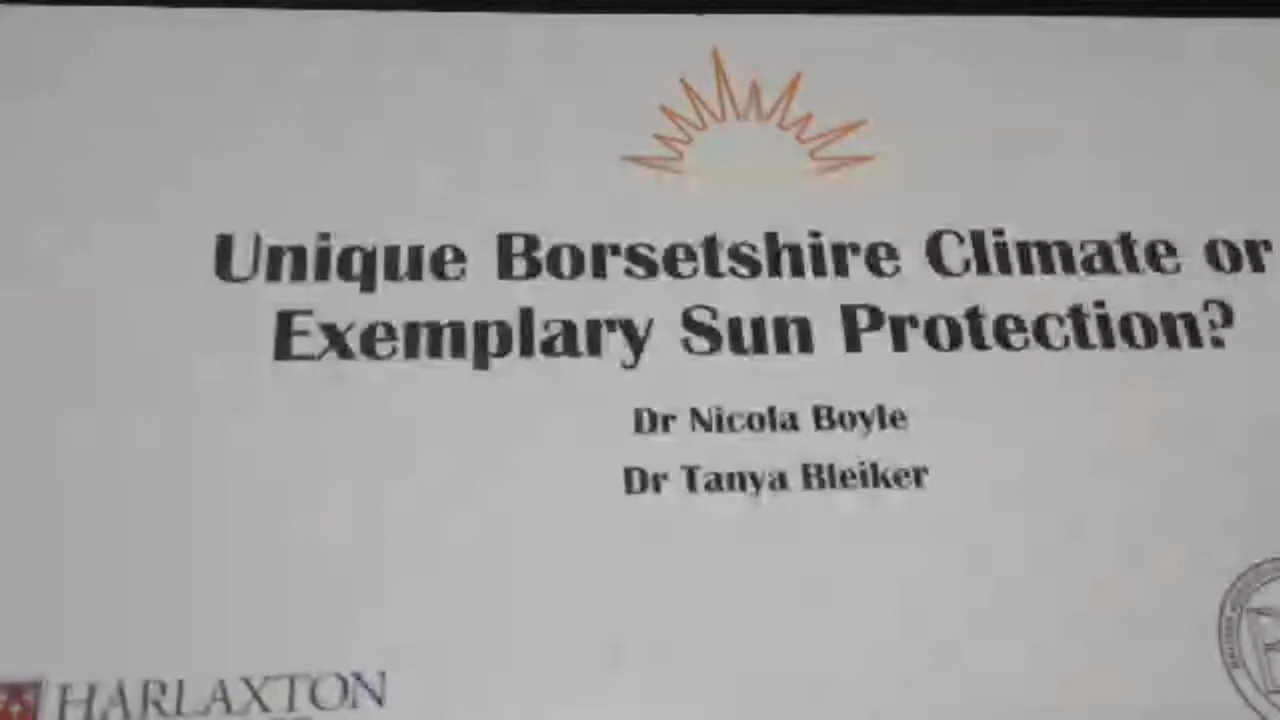 Unique Borsetshire Climate or
Exemplary Sun Protection?
Dr Nicola Boyle
Dr Tanya Bleiker
HARLAXTON